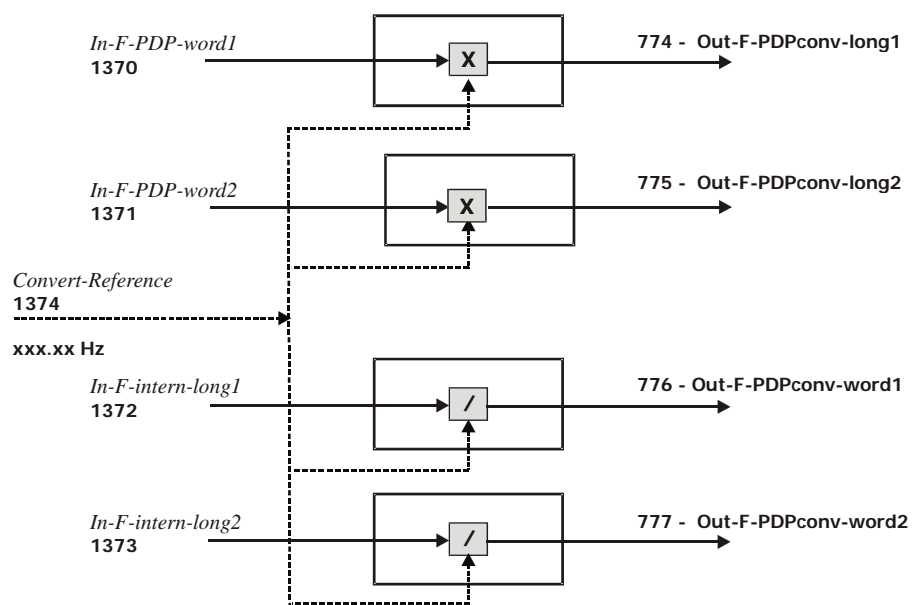 In-F-PDP-word1
1370
X
774 - Out-F-PDPconv-long1
In-F-PDP-word2
1371
X
775 - Out-F-PDPconv-long2
Convert-Reference
1374
xxx.xx Hz
In-F-intern-long1
1372
/
776 - Out-F-PDPconv-word1
In-F-intern-long2
1373
/
777 - Out-F-PDPconv-word2